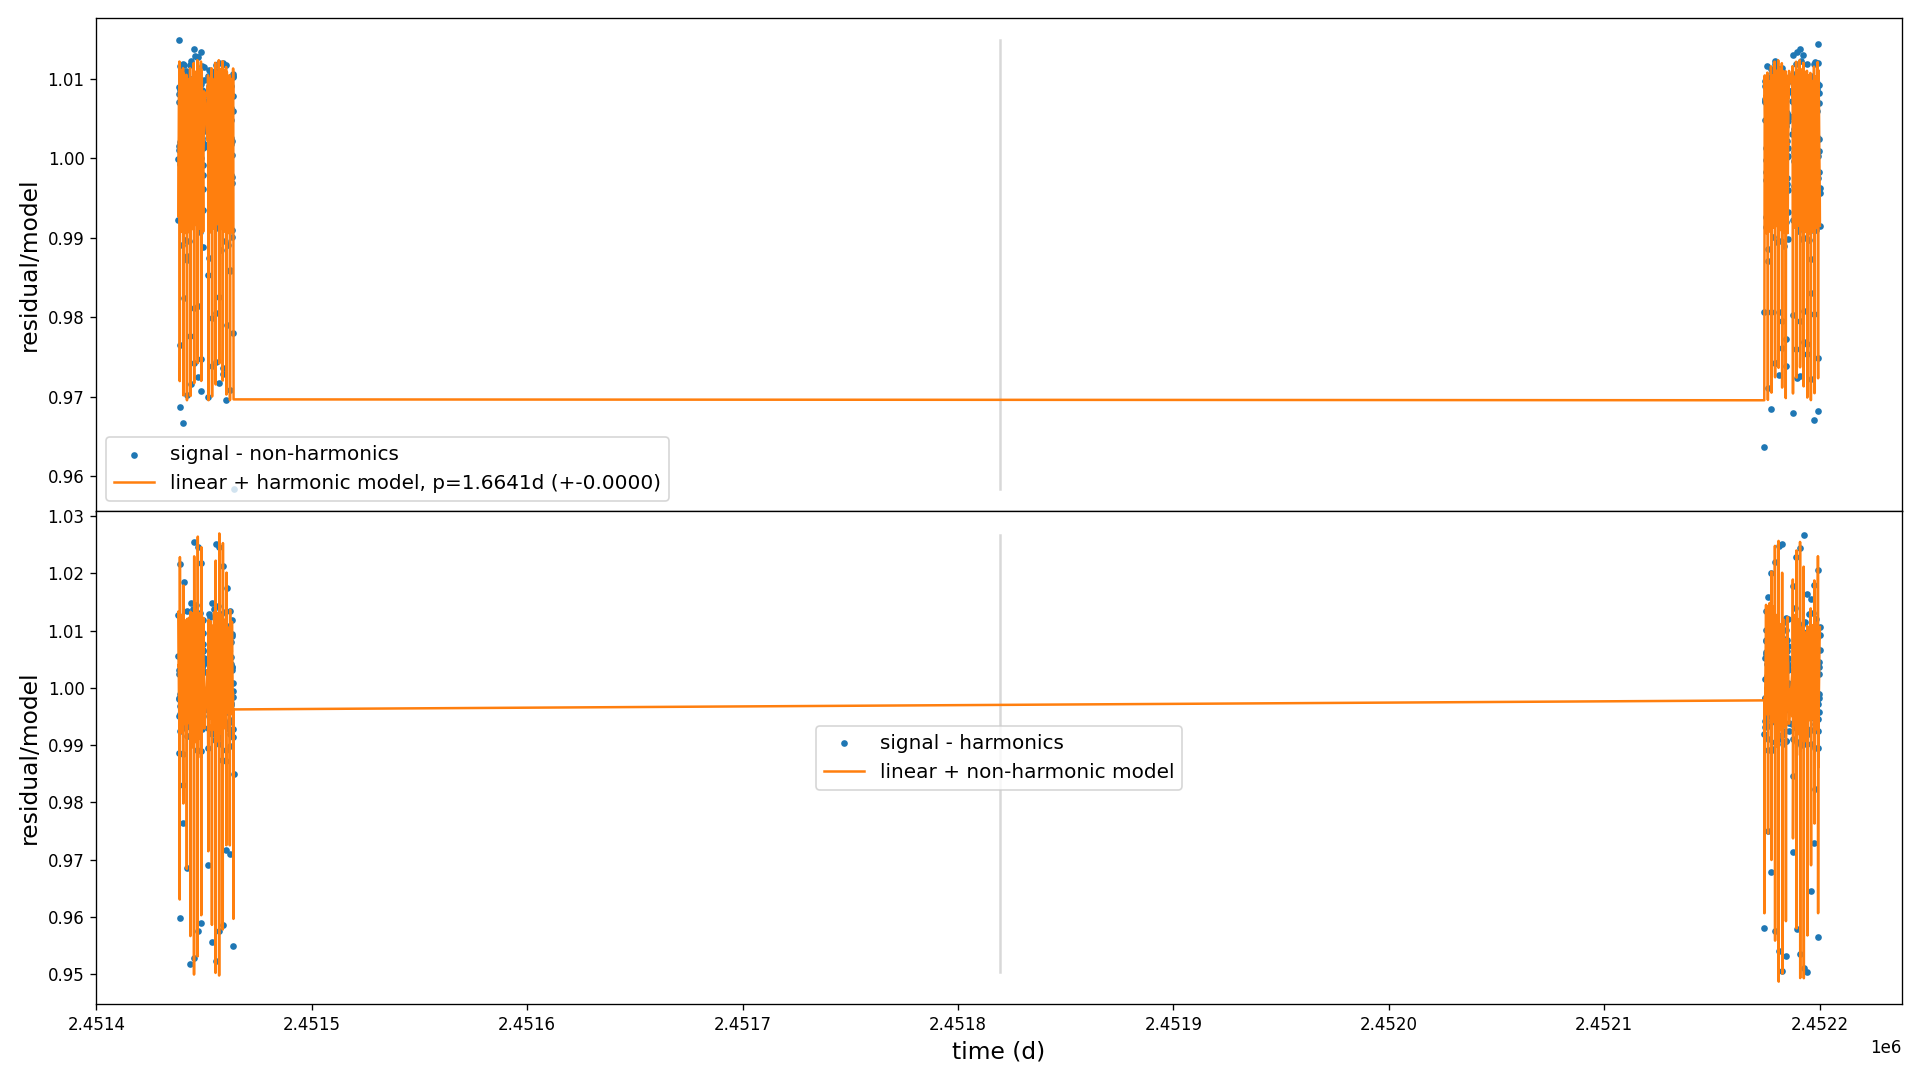 1.01
1.00
0.99
0.98
0.97
0.96
residual/model
signal - non-harmonics
linear + harmonic model, p=1.6641d (+-0.0000)
1.03
1.02
1.01
1.00
0.99
0.98
0.97
0.96
0.95
residual/model
signal - harmonics
linear + non-harmonic model
2.4514 2.4515 2.4516 2.4517 2.4518 2.4519 2.4520 2.4521 2.4522
time (d)
1e6